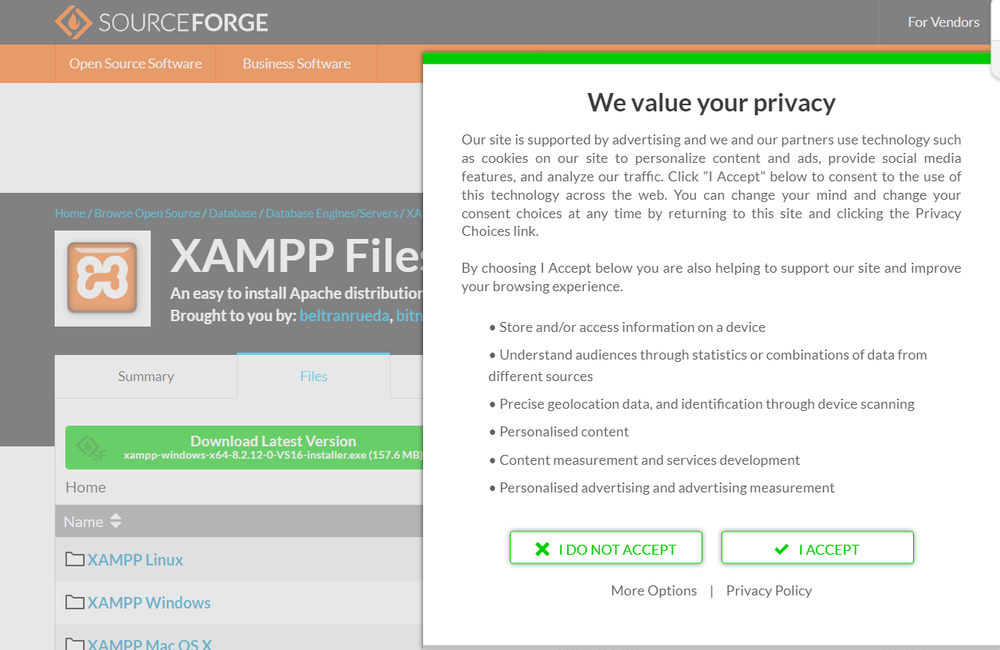 SOURCEFORGE
For Vendors
Open Source Software
Business Software
Home / Browse Open Source / Database / Database Engines/Servers / XA
XAMPP Files
An easy to install Apache distribution
Brought to you by: beltranrueda, bitn
Summary
Files
Download Latest Version
SF
xampp-windows-x64-8.2.12-0-VS16-installer.exe (157.6 MB)
Home
Name
XAMPP Linux
XAMPP Windows
XAMPP Mac OS X
We value your privacy
Our site is supported by advertising and we and our partners use technology such
as cookies on our site to personalize content and ads, provide social media
features, and analyze our traffic. Click "I Accept" below to consent to the use of
this technology across the web. You can change your mind and change your
consent choices at any time by returning to this site and clicking the Privacy
Choices link.
By choosing I Accept below you are also helping to support our site and improve
your browsing experience.
• Store and/or access information on a device
• Understand audiences through statistics or combinations of data from
different sources
• Precise geolocation data, and identification through device scanning
• Personalised content
• Content measurement and services development
• Personalised advertising and advertising measurement
I DO NOT ACCEPT
I ACCEPT
More Options | Privacy Policy